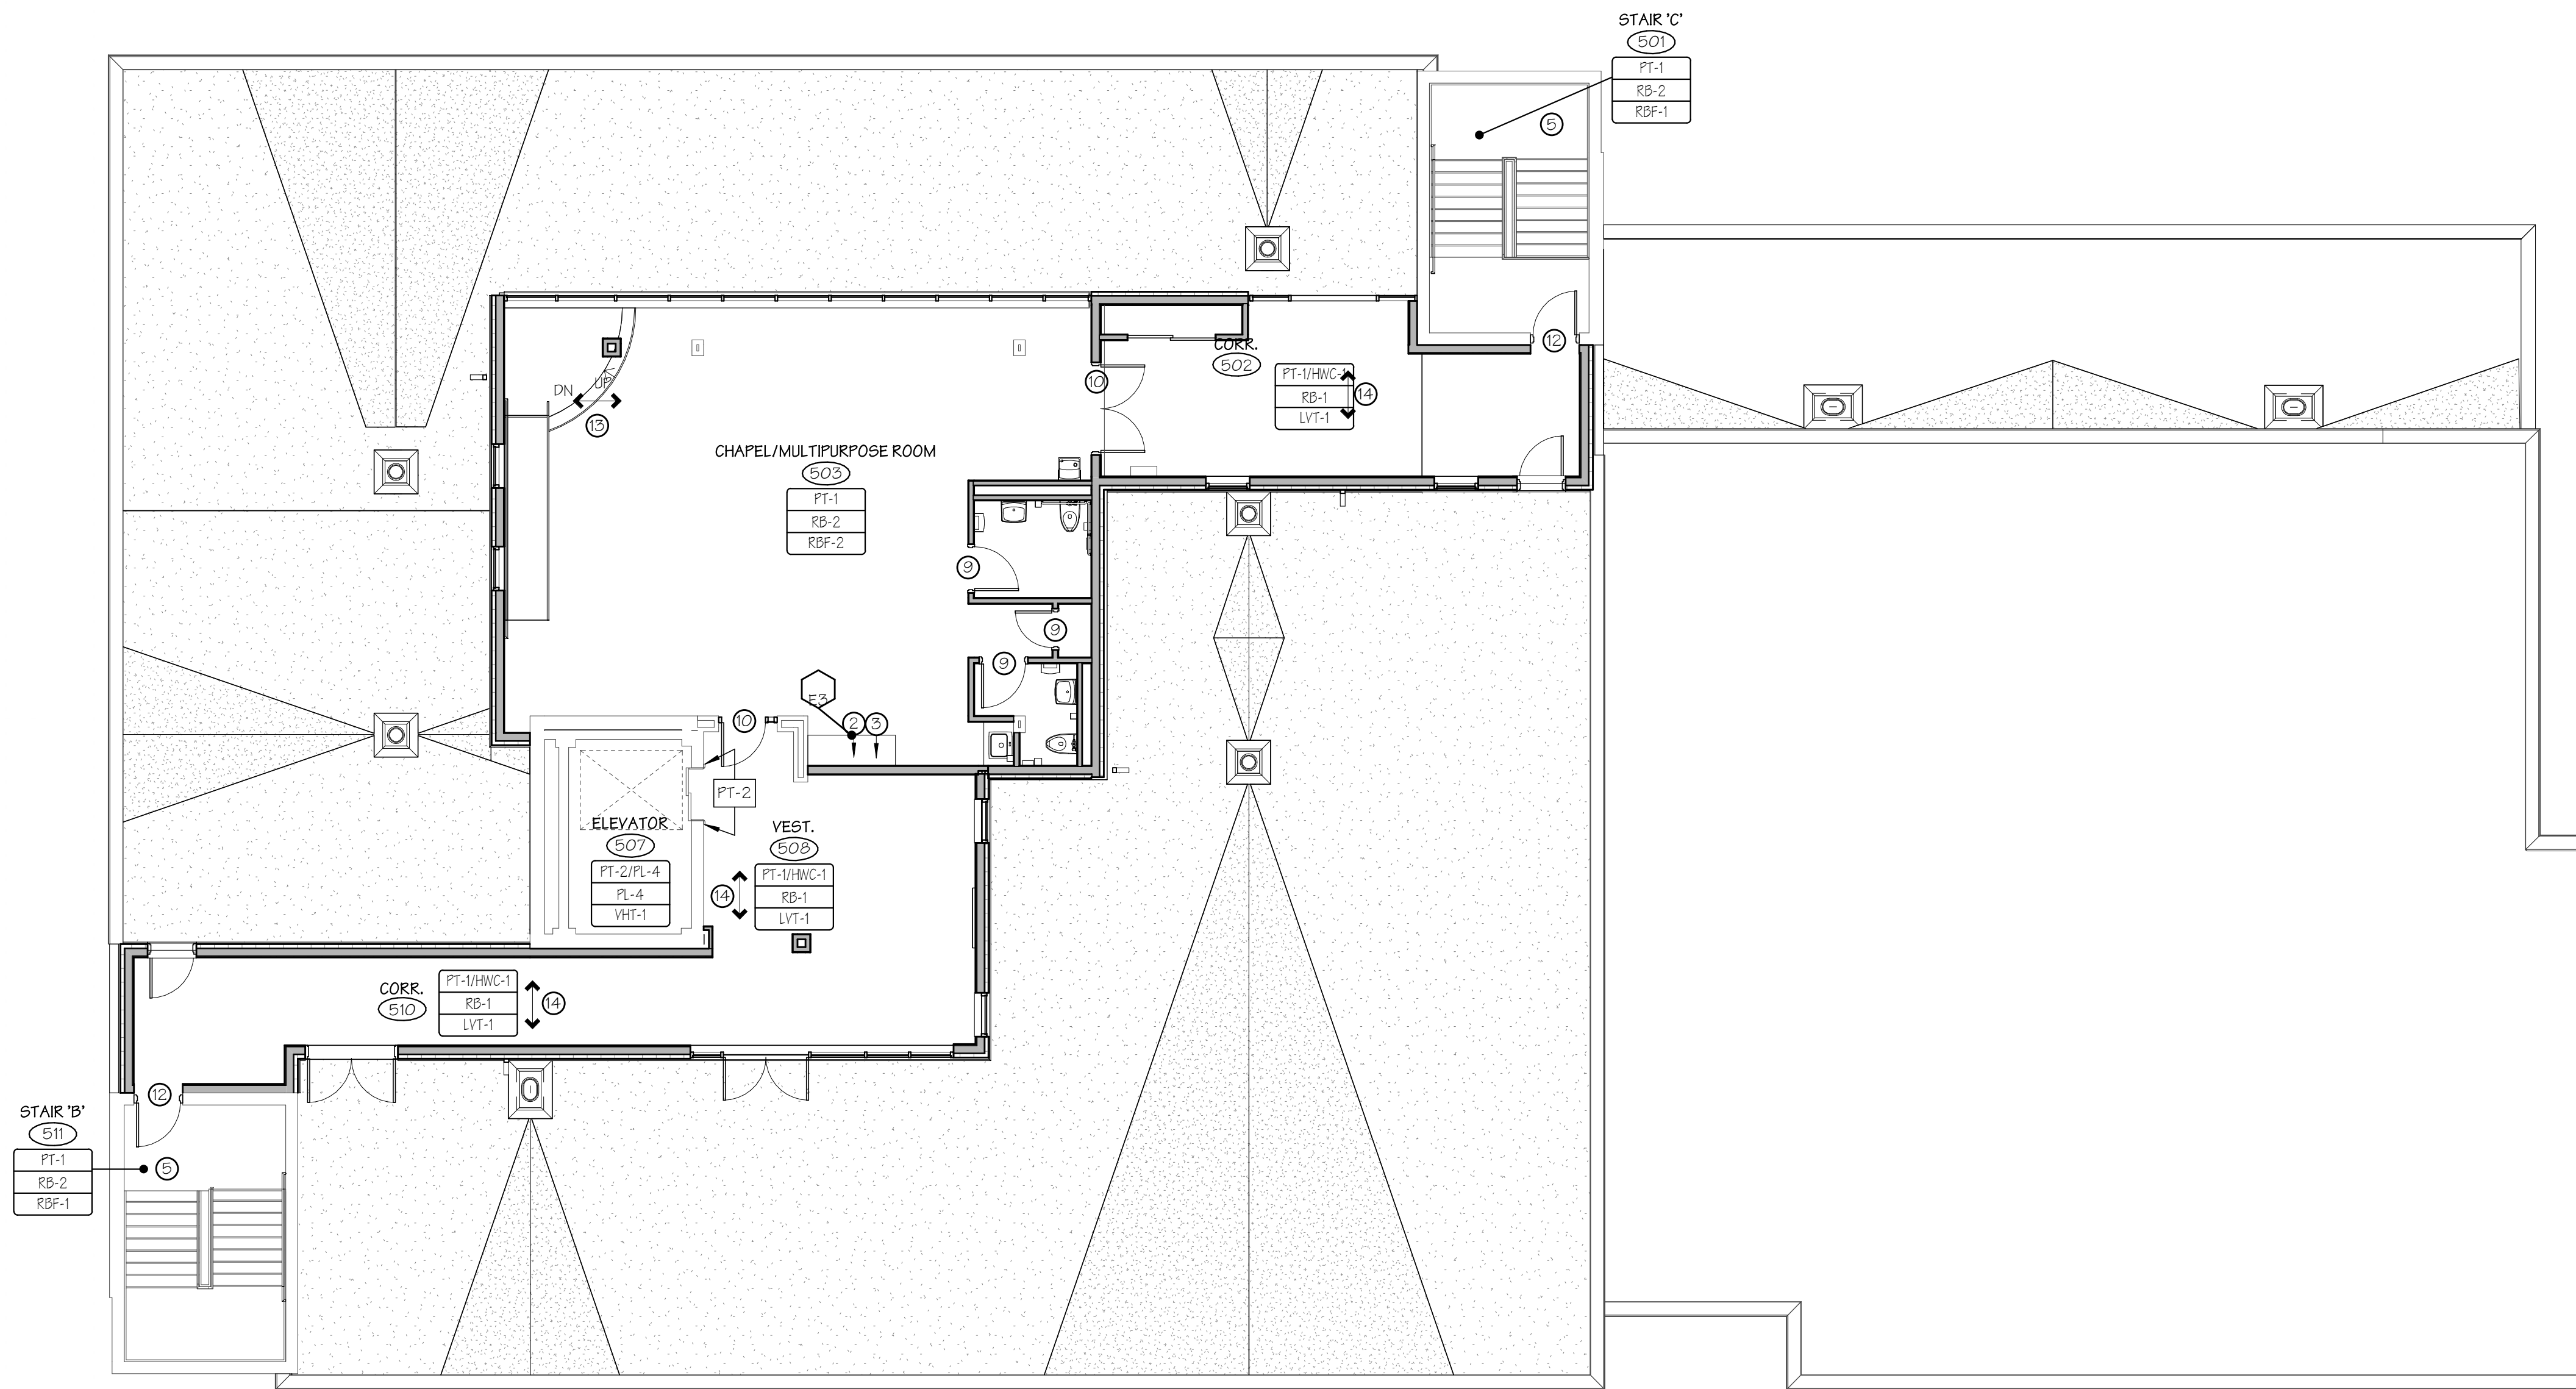 STAIR 'C'
501
PT-1
RB-2
RBF-1
5
12
CORR.
502
PT-1/HWC-1
RB-1
LVT-1
14
10
DN
UP
13
CHAPEL/MULTIPURPOSE ROOM
503
PT-1
RB-2
RBF-2
9
9
9
E3
2
3
10
PT-2
ELEVATOR
507
PT-2/PL-4
PL-4
VHT-1
VEST.
508
PT-1/HWC-1
RB-1
LVT-1
14
CORR.
510
PT-1/HWC-1
RB-1
LVT-1
14
12
STAIR 'B'
511
PT-1
RB-2
RBF-1
5